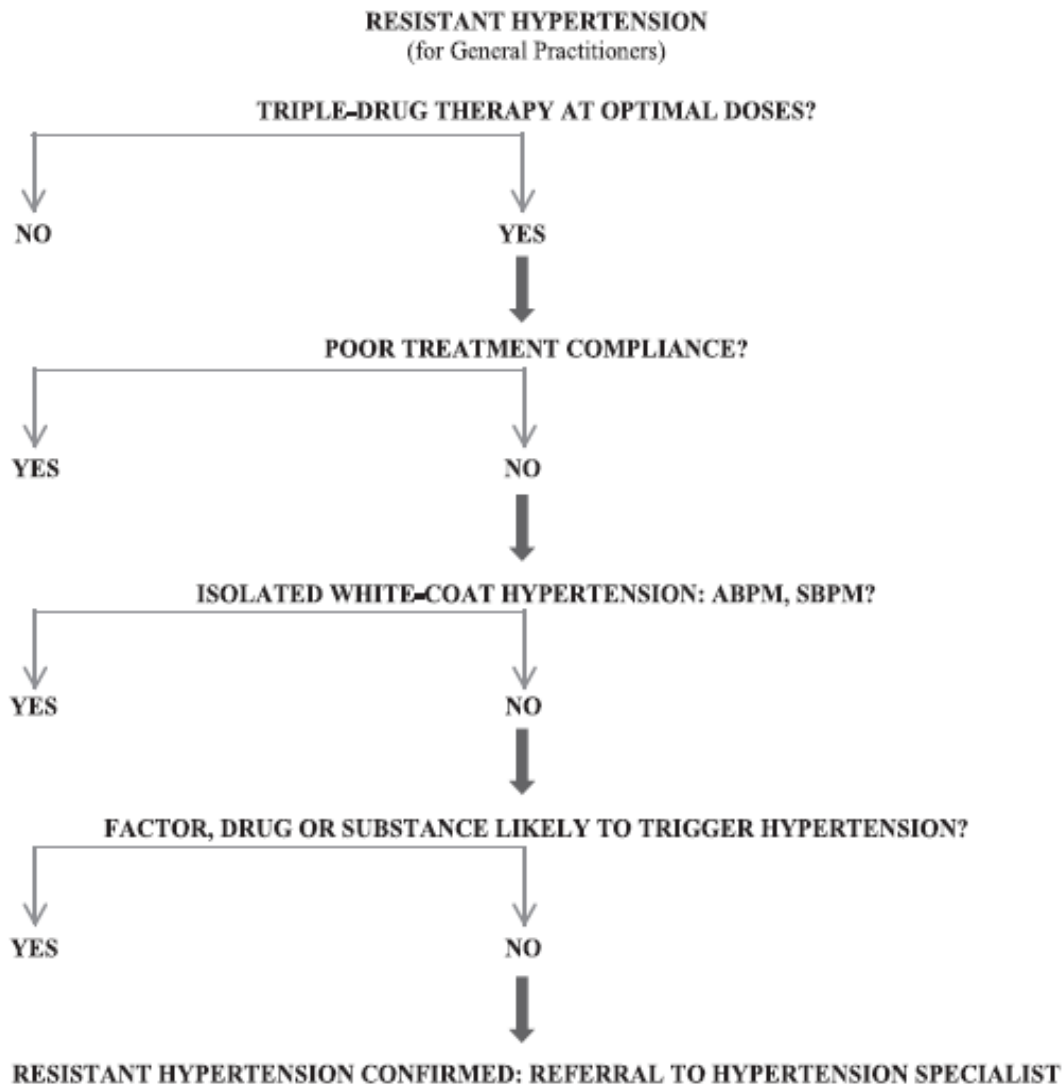 RESISTANT HYPERTENSION
(for General Practitioners)
TRIPLE-DRUG THERAPY AT OPTIMAL DOSES?
NO YES
POOR TREATMENT COMPLIANCE?
YES NO
ISOLATED WHITE-COAT HYPERTENSION: ABPM, SBPM?
YES NO
FACTOR, DRUG OR SUBSTANCE LIKELY TO TRIGGER HYPERTENSION?
YES NO
RESISTANT HYPERTENSION CONFIRMED: REFERRAL TO HYPERTENSION SPECIALIST